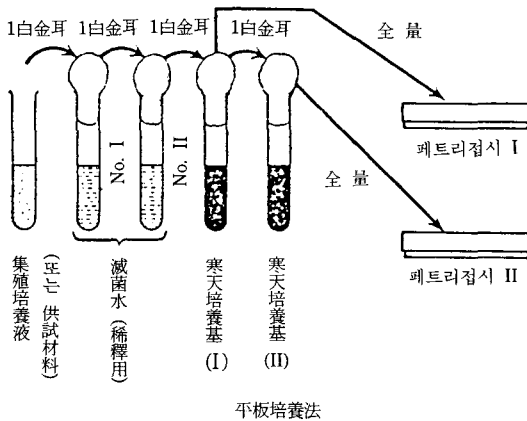 1白金耳 1白金耳 1白金耳 1白金耳
全量
페트리접시 I
No. I
No. II
全量
페트리접시 II
集殖培養液
(또는 供試材料)
滅菌水 (稀釋用)
寒天培養基 (I)
寒天培養基 (II)
平板培養法